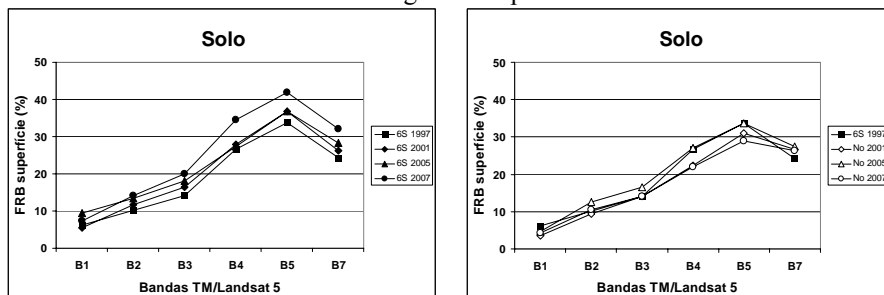 Solo
FRB superfície (%)
50
40
30
20
10
0
B1 B2 B3 B4 B5 B7
Bandas TM/Landsat 5
6S 1997
6S 2001
6S 2005
6S 2007
Solo
FRB superfície (%)
50
40
30
20
10
0
B1 B2 B3 B4 B5 B7
Bandas TM/Landsat 5
6S 1997
No 2001
No 2005
No 2007